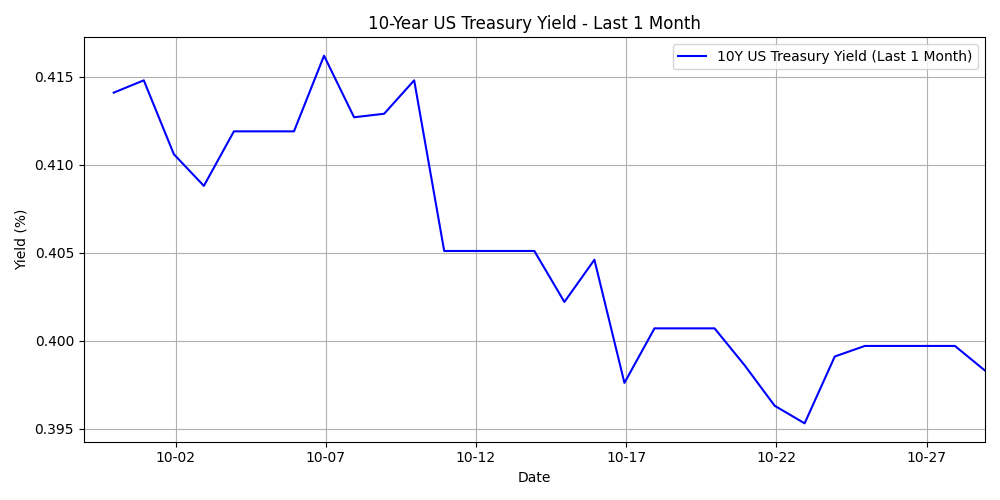 10-Year US Treasury Yield - Last 1 Month
10Y US Treasury Yield (Last 1 Month)
Yield (%)
0.415
0.410
0.405
0.400
0.395
10-02
10-07
10-12
10-17
10-22
10-27
Date